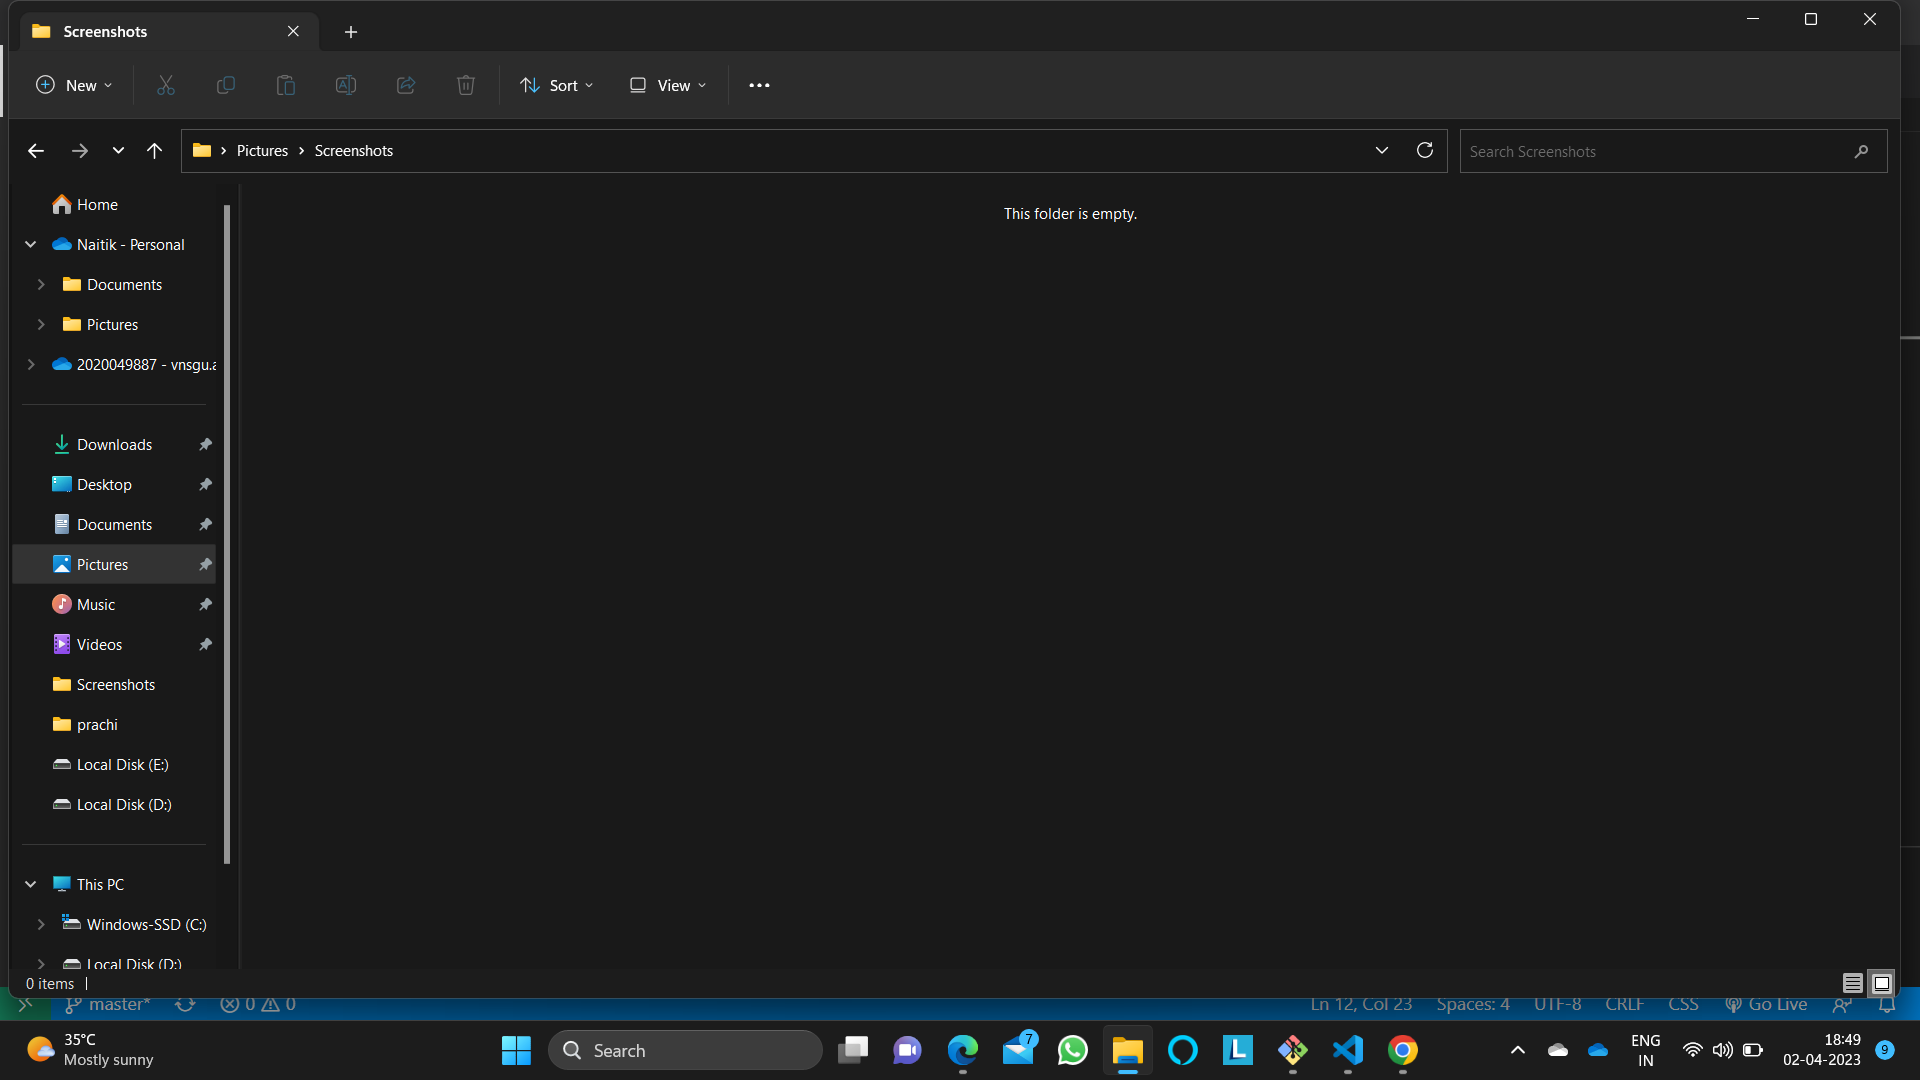 Screenshots
New
Sort
View
Pictures
Screenshots
Search Screenshots
Home
Naitik - Personal
Documents
Pictures
2020049887 - vnsgu.a
Downloads
Desktop
Documents
Pictures
Music
Videos
Screenshots
prachi
Local Disk (E:)
Local Disk (D:)
This PC
Windows-SSD (C:)
Local Disk (D:)
This folder is empty.
0 items
master*
0
0
Ln 12, Col 23
Spaces: 4
UTF-8
CRLF
CSS
Go Live
35°C
Mostly sunny
Search
7
L
ENG
IN
18:49
02-04-2023
9